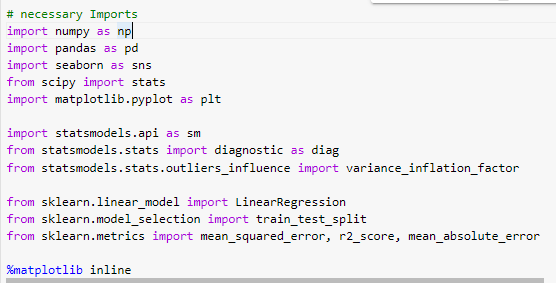 # necessary Imports
import numpy as np
import pandas as pd
import seaborn as sns
from scipy import stats
import matplotlib.pyplot as plt
import statsmodels.api as sm
from statsmodels.stats import diagnostic as diag
from statsmodels.stats.outliers_influence import variance_inflation_factor
from sklearn.linear_model import LinearRegression
from sklearn.model_selection import train_test_split
from sklearn.metrics import mean_squared_error, r2_score, mean_absolute_error
%matplotlib inline